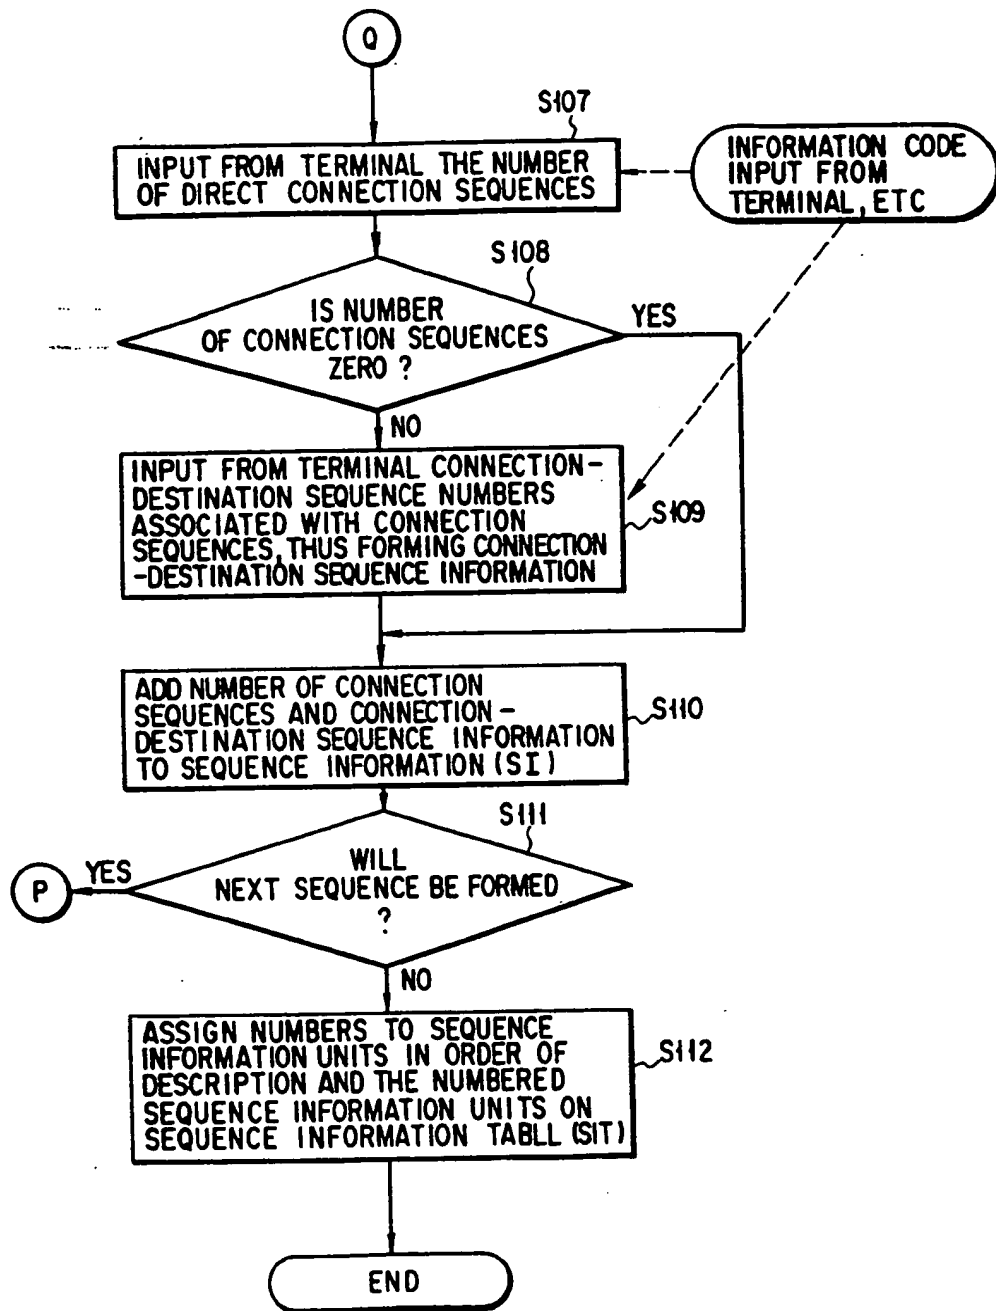 Q
S107
INPUT FROM TERMINAL THE NUMBER
OF DIRECT CONNECTION SEQUENCES
INFORMATION CODE
INPUT FROM
TERMINAL, ETC
S108
IS NUMBER
OF CONNECTION SEQUENCES
ZERO ?
YES
NO
INPUT FROM TERMINAL CONNECTION-
DESTINATION SEQUENCE NUMBERS
ASSOCIATED WITH CONNECTION
SEQUENCES, THUS FORMING CONNECTION
-DESTINATION SEQUENCE INFORMATION
S109
ADD NUMBER OF CONNECTION
SEQUENCES AND CONNECTION-
DESTINATION SEQUENCE INFORMATION
TO SEQUENCE INFORMATION (SI)
S110
S111
WILL
NEXT SEQUENCE BE FORMED
?
YES
P
NO
ASSIGN NUMBERS TO SEQUENCE
INFORMATION UNITS IN ORDER OF
DESCRIPTION AND THE NUMBERED
SEQUENCE INFORMATION UNITS ON
SEQUENCE INFORMATION TABLL (SIT)
S112
END